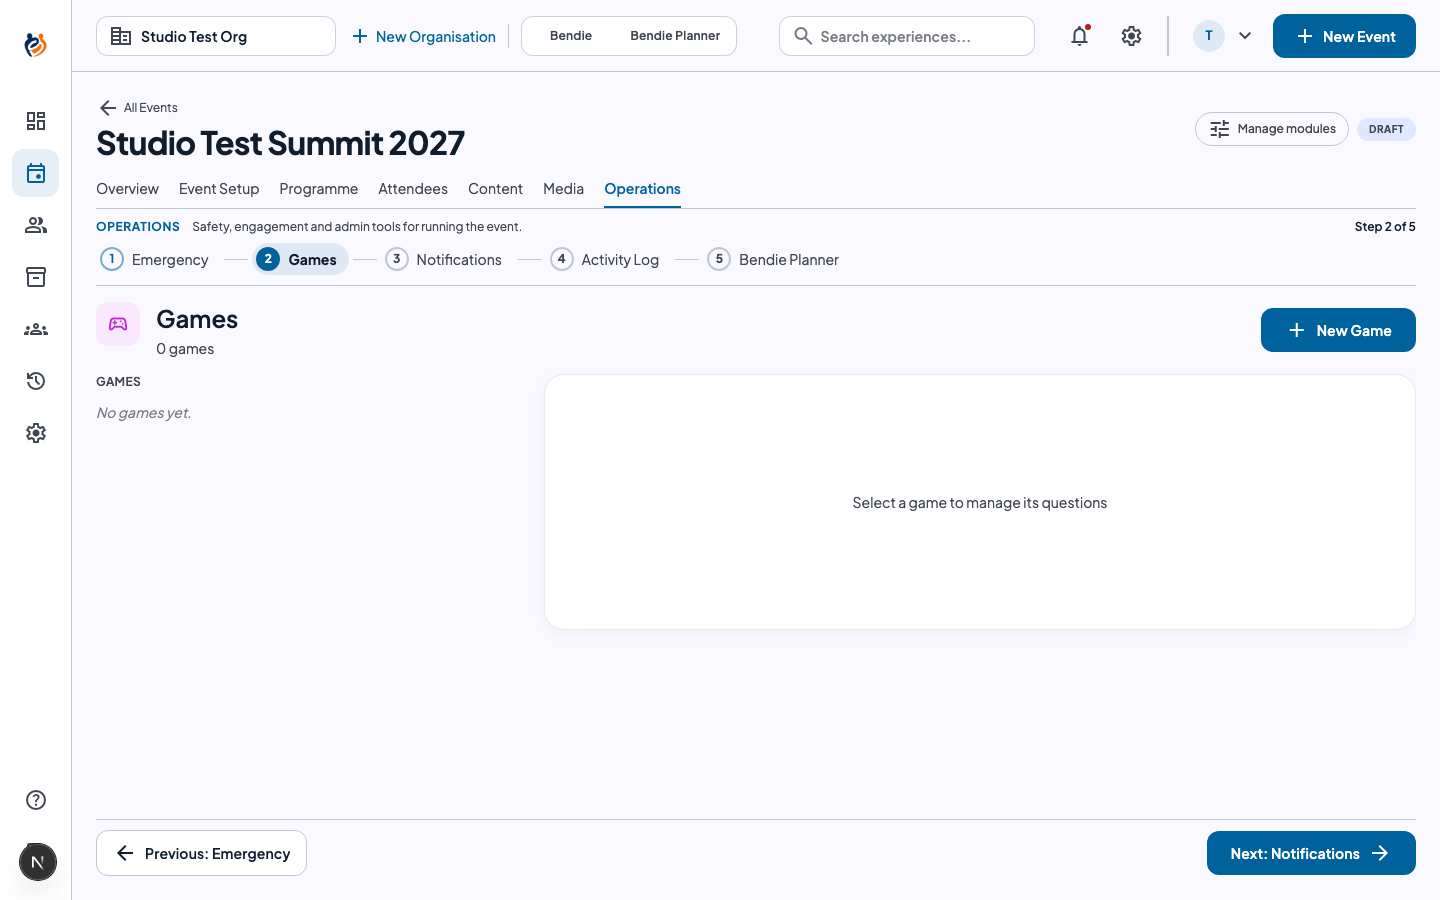 Studio Test Org
New Organisation
Bendie
Bendie Planner
Search experiences...
T
New Event
All Events
Studio Test Summit 2027
Manage modules
DRAFT
Overview
Event Setup
Programme
Attendees
Content
Media
Operations
OPERATIONS
Safety, engagement and admin tools for running the event.
Step 2 of 5
1 Emergency
2 Games
3 Notifications
4 Activity Log
5 Bendie Planner
Games
0 games
New Game
GAMES
No games yet.
Select a game to manage its questions
N
Previous: Emergency
Next: Notifications